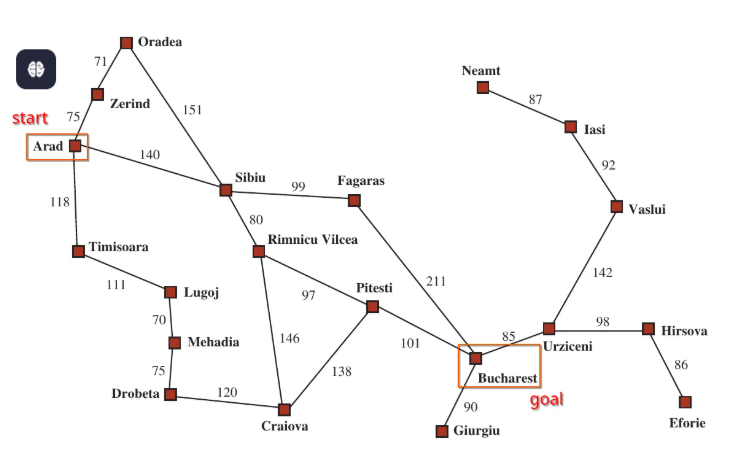 Oradea
71
Neamt
Zerind
87
151
start
75
Iasi
Arad
140
92
Sibiu
Fagaras
99
118
Vaslui
80
Timisoara
Rimnicu Vilcea
142
111
211
Lugoj
97
Pitesti
70
98
Hirsova
146
101
85
Mehadia
Urziceni
138
86
75
Bucharest
Drobeta
120
goal
90
Eforie
Craiova
Giurgiu